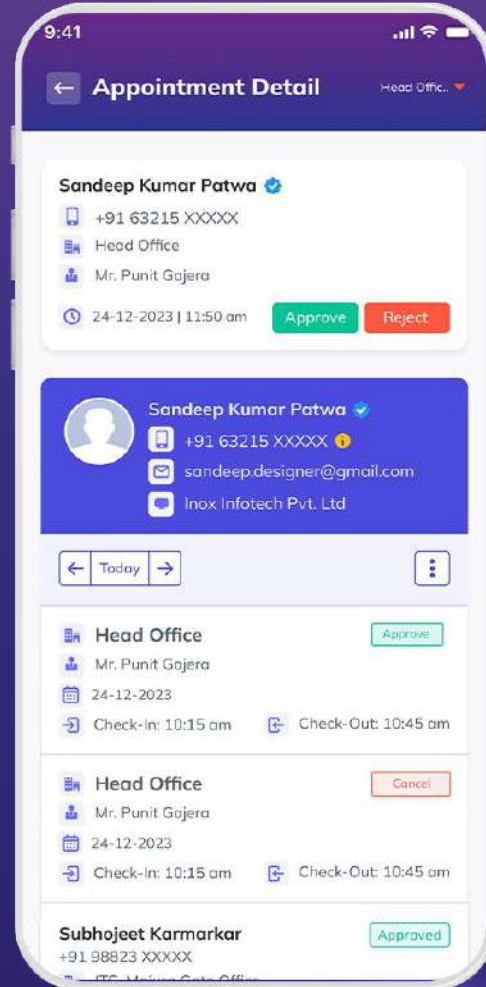 9:41
Appointment Detail
Head Offic..
Sandeep Kumar Patwa
+91 63215 XXXXX
Head Office
Mr. Punit Gajera
24-12-2023 | 11:50 am
Approve
Reject
Sandeep Kumar Patwa
+91 63215 XXXXX
sandeep.designer@gmail.com
Inox Infotech Pvt. Ltd
Today
Head Office
Approve
Mr. Punit Gajera
24-12-2023
Check-In: 10:15 am
Check-Out: 10:45 am
Head Office
Cancel
Mr. Punit Gajera
24-12-2023
Check-In: 10:15 am
Check-Out: 10:45 am
Subhojeet Karmarkar
Approved
+91 98823 XXXXX
Office